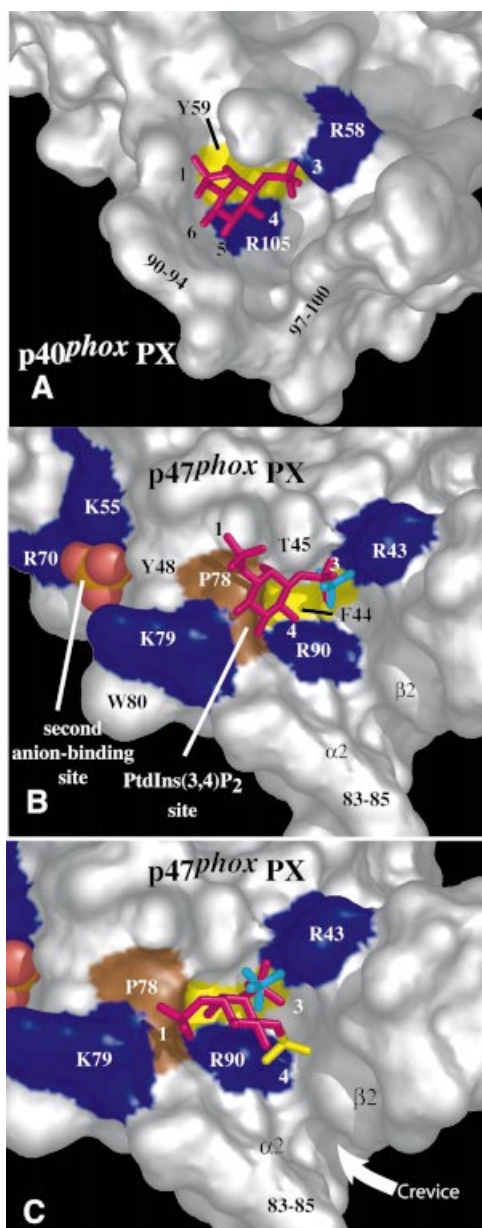 Y59
R58
1
3
4
6
5
R105
90-94
97-100
p40phox PX
A
p47phox PX
K55
1
T45
R70
Y48
3
R43
P78
F44
K79
4
R90
W80
β2
second
anion-binding
site
PtdIns(3,4)P2
site
α2
83-85
B
p47phox PX
R43
P78
3
1
K79
R90
4
β2
α2
83-85
Crevice
C